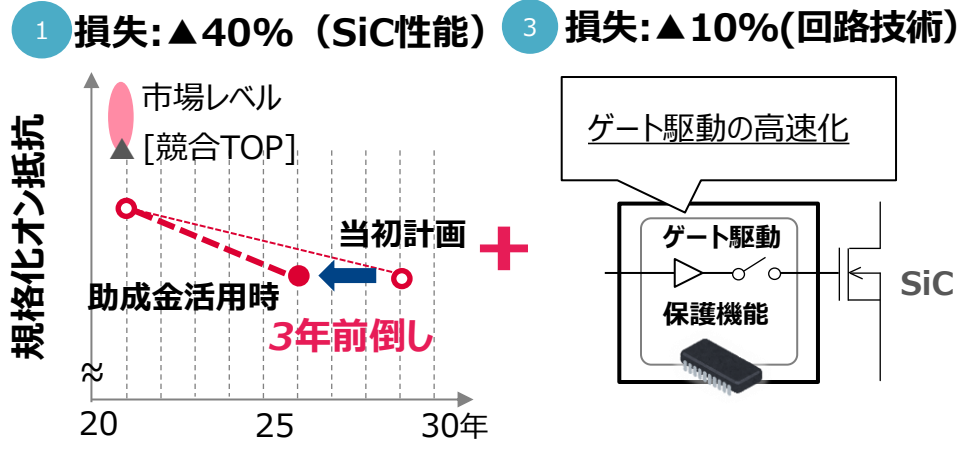 1 損失:▲40%（SiC性能）
規格化オン抵抗
市場レベル
▲ [競合TOP]
当初計画
助成金活用時
3年前倒し
≈
20 25 30年
+
3 損失:▲10%(回路技術）
ゲート駆動の高速化
ゲート駆動
保護機能
SiC